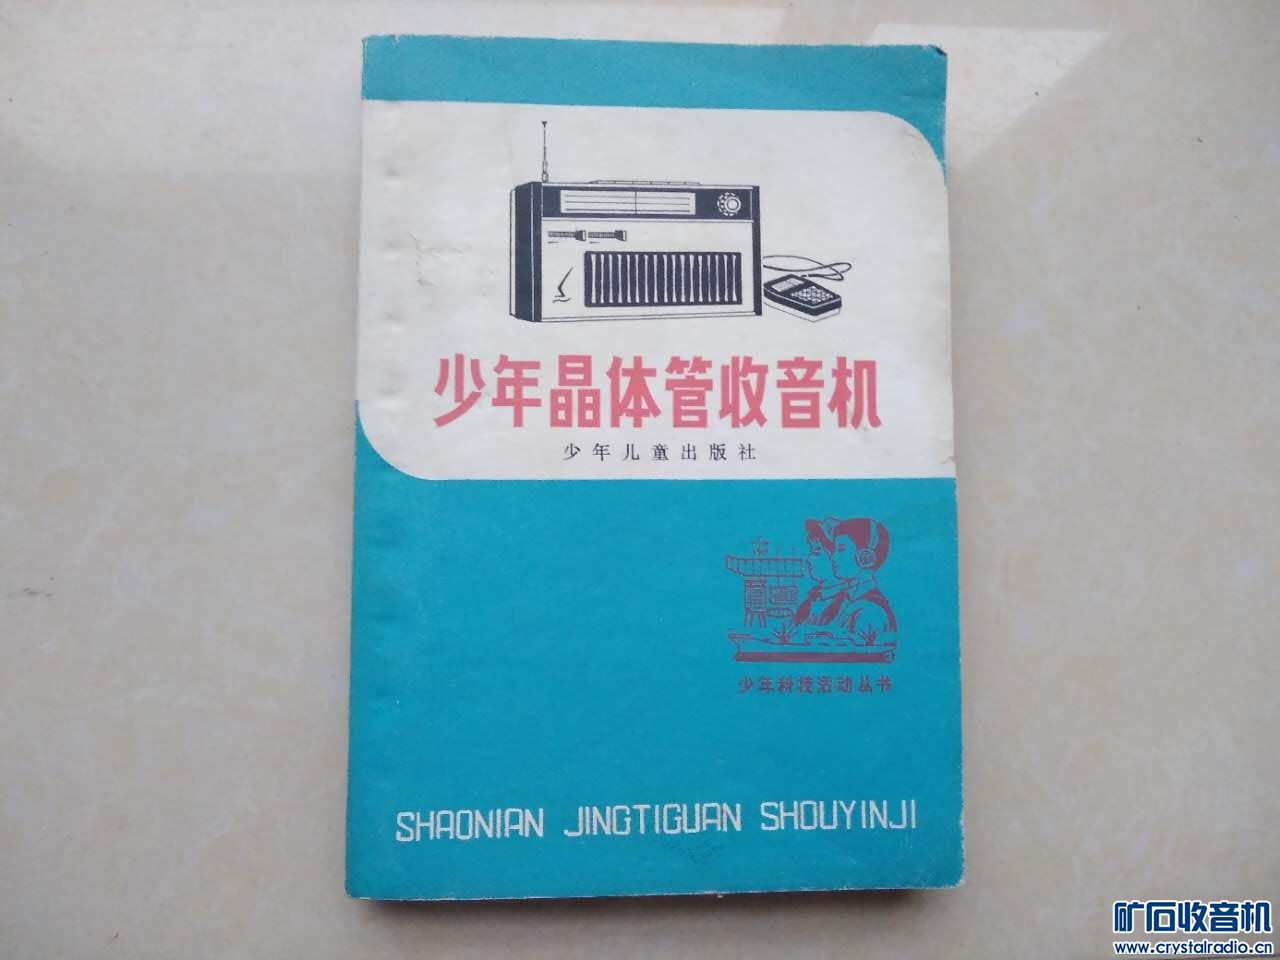 少年晶体管收音机
少年儿童出版社
少年科技活动丛书
SHAONIAN JINGTIGUAN SHOUYINJI
矿石收音机
www.crystalradio.cn